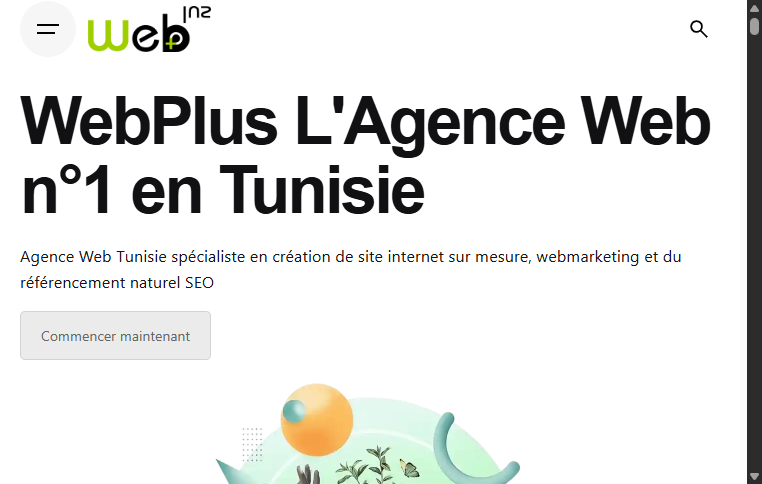 Web
WebPlus L'Agence Web
n°1 en Tunisie
Agence Web Tunisie spécialiste en création de site internet sur mesure, webmarketing et du
référencement naturel SEO
Commencer maintenant